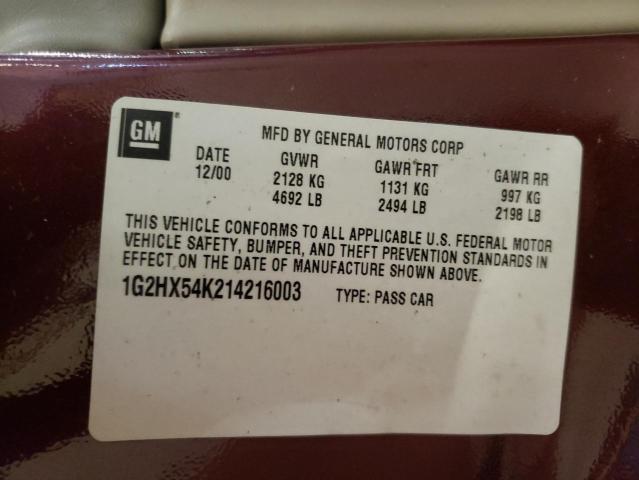 GM®
MFD BY GENERAL MOTORS CORP
DATE GVWR GAWR FRT GAWR RR
12/00 2128 KG 1131 KG 997 KG
4692 LB 2494 LB 2198 LB
THIS VEHICLE CONFORMS TO ALL APPLICABLE U.S. FEDERAL MOTOR
VEHICLE SAFETY, BUMPER, AND THEFT PREVENTION STANDARDS IN
EFFECT ON THE DATE OF MANUFACTURE SHOWN ABOVE.
1G2HX54K214216003 TYPE: PASS CAR